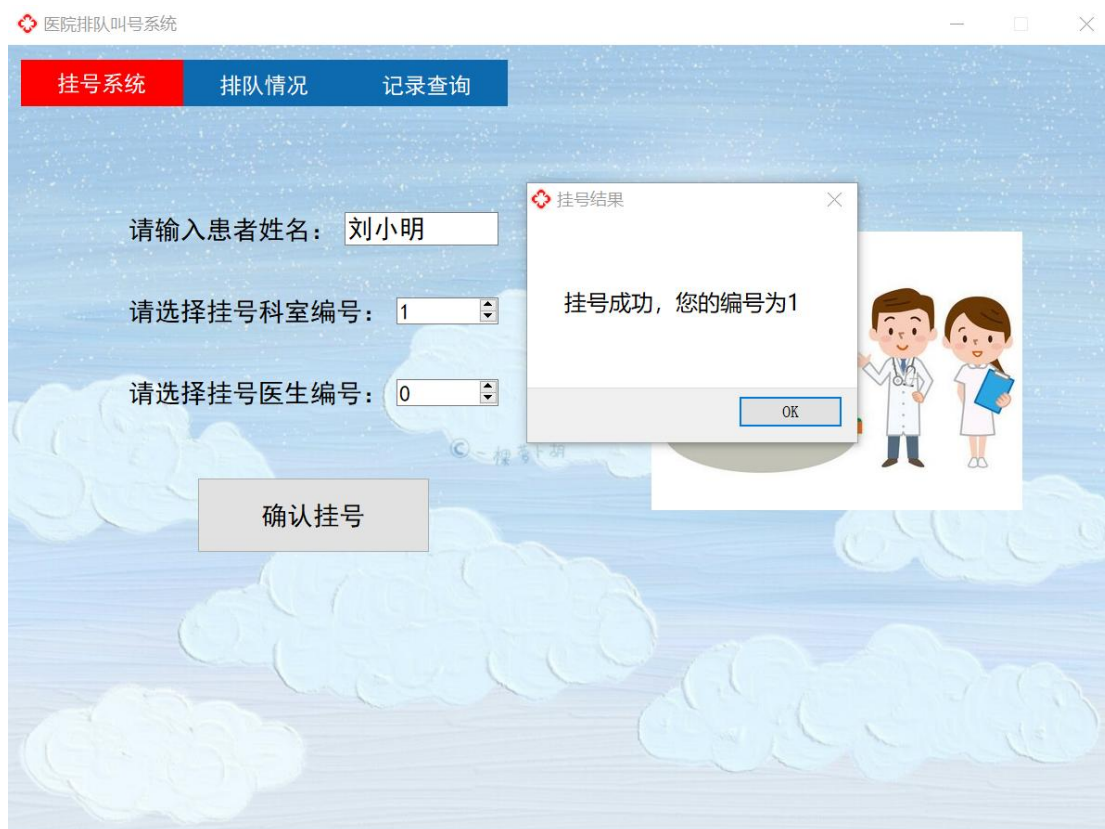 医院排队叫号系统
挂号系统 排队情况 记录查询
挂号结果
请输入患者姓名： 刘小明
挂号成功，您的编号为1
请选择挂号科室编号： 1
请选择挂号医生编号： 0
OK
确认挂号